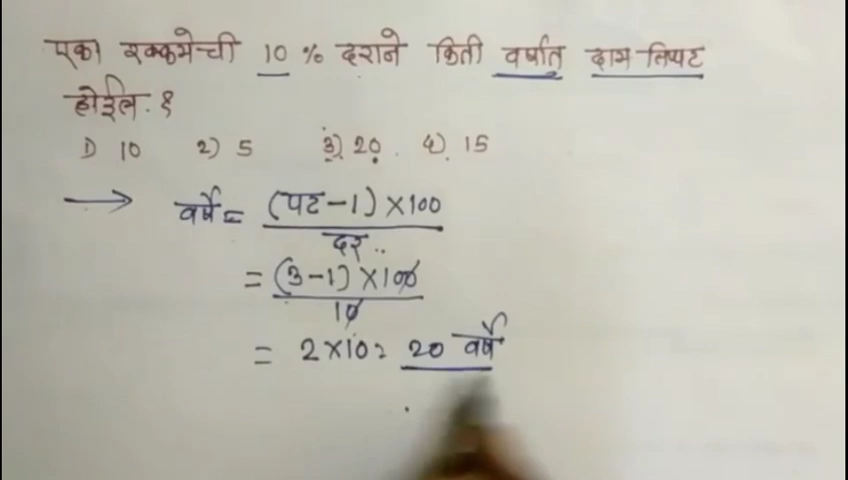 एका रक्कमेची 10 % दराने किती वर्षात दाम तिप्पट
होईल. ?
1) 10 2) 5 3) 20 . 4) 15
→ वर्षे = (पट - 1) × 100
दर
= (3 - 1) × 100
10
= 2 × 10 = 20 वर्षे